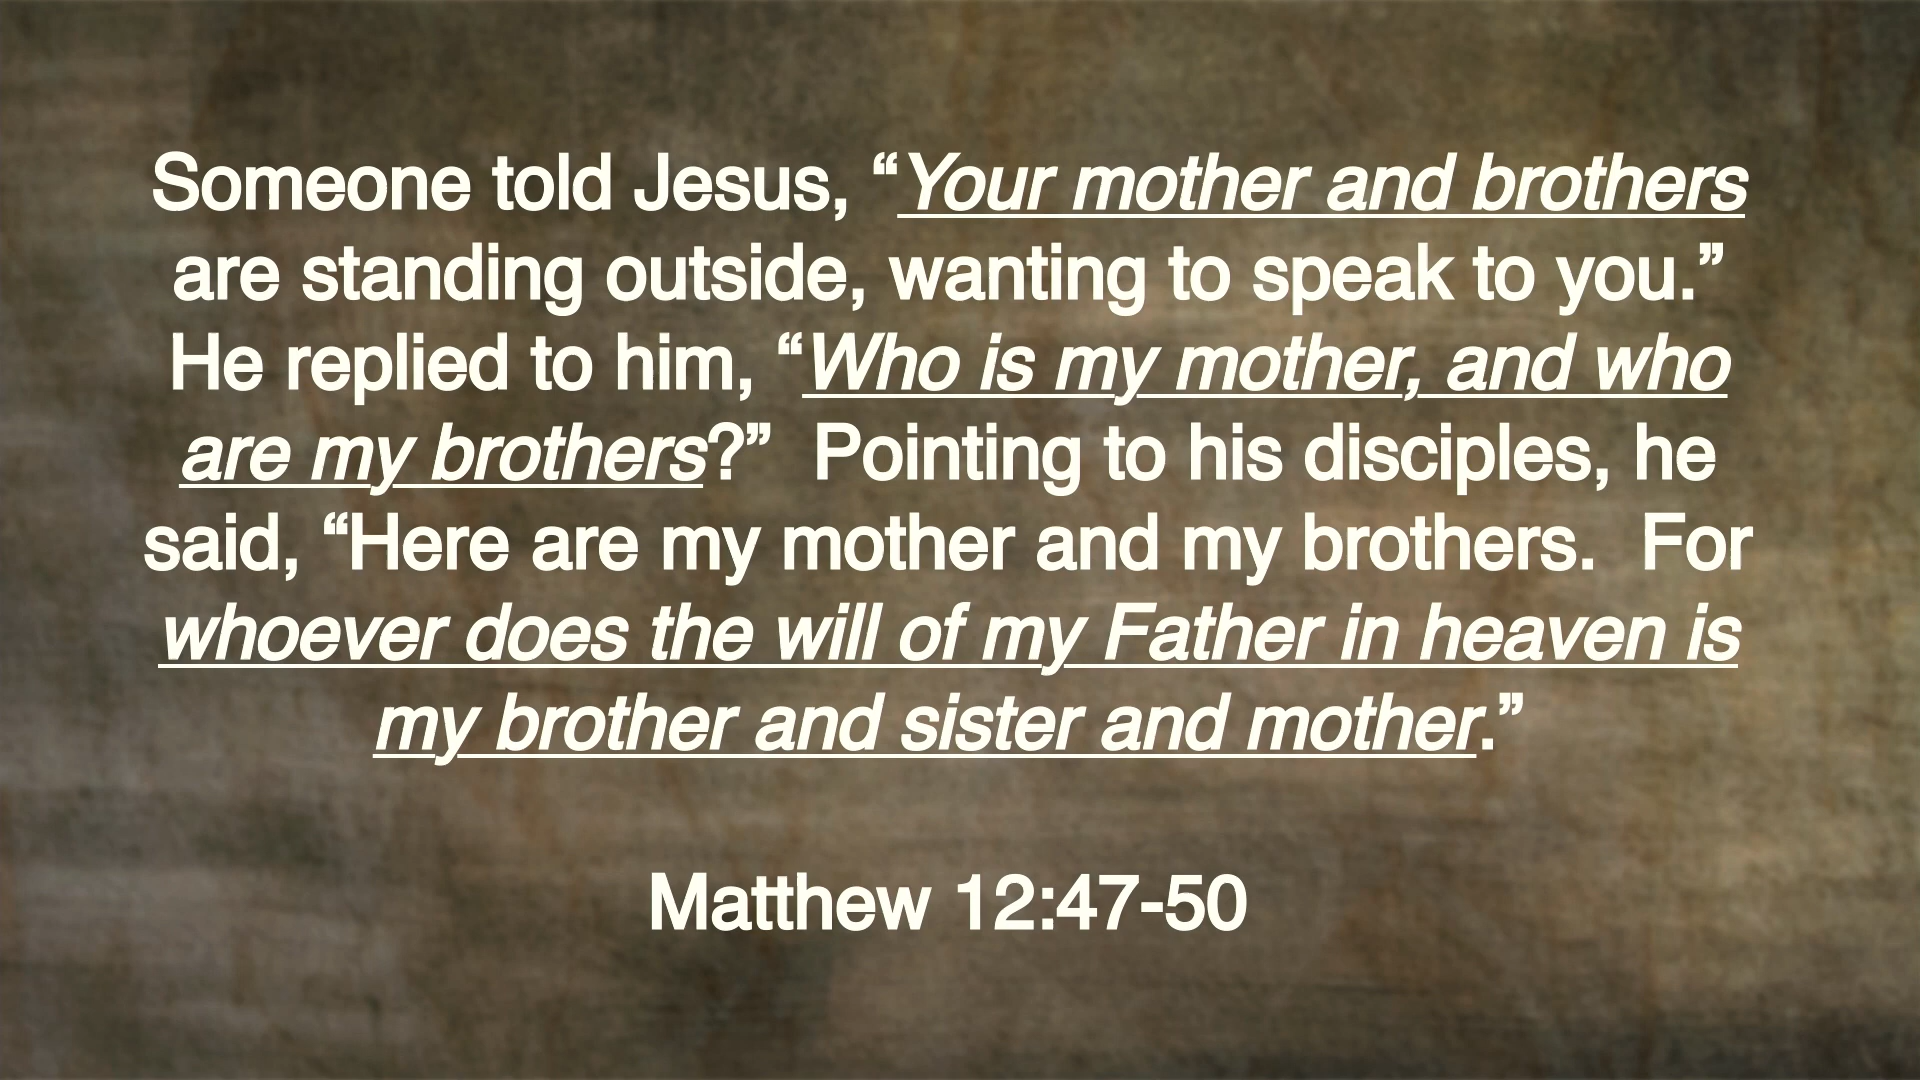 Someone told Jesus, “Your mother and brothers
are standing outside, wanting to speak to you.”
He replied to him, “Who is my mother, and who
are my brothers?”  Pointing to his disciples, he
said, “Here are my mother and my brothers.  For
whoever does the will of my Father in heaven is
my brother and sister and mother.”
Matthew 12:47-50